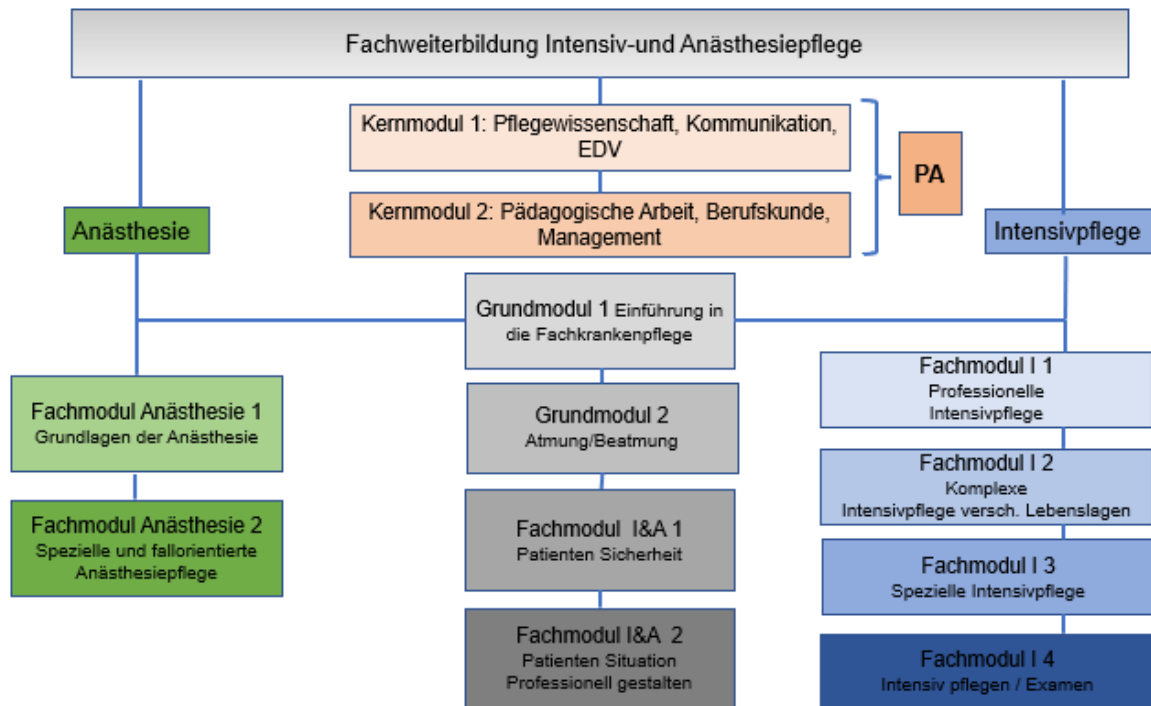 Fachweiterbildung Intensiv-und Anästhesiepflege
Kernmodul 1: Pflegewissenschaft, Kommunikation,
EDV
PA
Kernmodul 2: Pädagogische Arbeit, Berufskunde,
Management
Anästhesie
Intensivpflege
Grundmodul 1 Einführung in
die Fachkrankenpflege
Fachmodul Anästhesie 1
Grundlagen der Anästhesie
Fachmodul Anästhesie 2
Spezielle und fallorientierte
Anästhesiepflege
Grundmodul 2
Atmung/Beatmung
Fachmodul I&A 1
Patienten Sicherheit
Fachmodul I&A 2
Patienten Situation
Professionell gestalten
Fachmodul I 1
Professionelle
Intensivpflege
Fachmodul I 2
Komplexe
Intensivpflege versch. Lebenslagen
Fachmodul I 3
Spezielle Intensivpflege
Fachmodul I 4
Intensiv pflegen / Examen